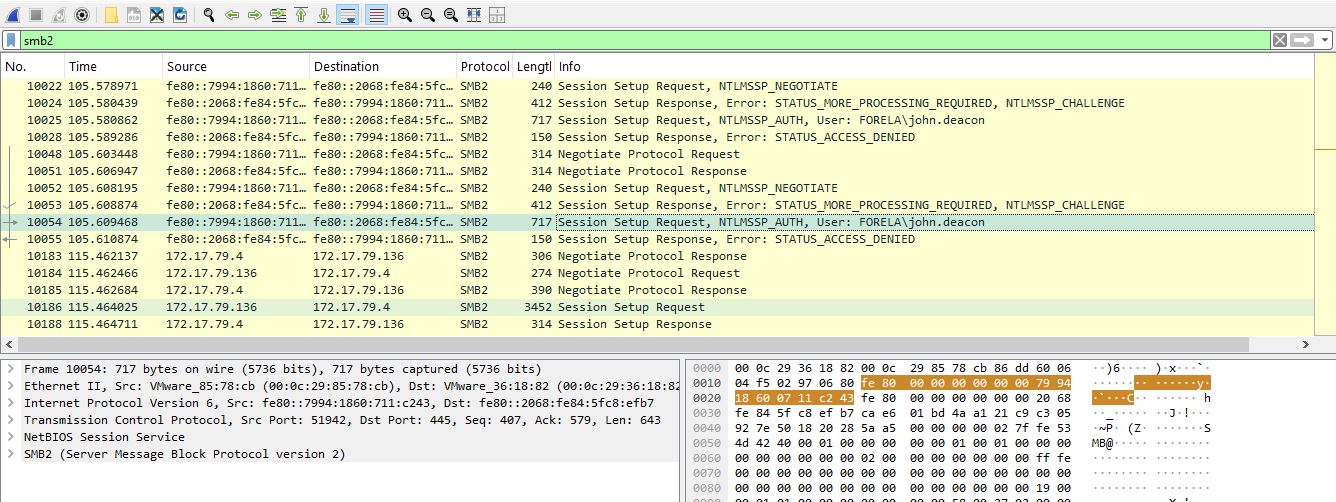 smb2
No. Time Source Destination Protocol Lengtl Info
10022 105.578971 fe80::7994:1860:711… fe80::2068:fe84:5fc… SMB2 240 Session Setup Request, NTLMSSP_NEGOTIATE
10024 105.580439 fe80::2068:fe84:5fc… fe80::7994:1860:711… SMB2 412 Session Setup Response, Error: STATUS_MORE_PROCESSING_REQUIRED, NTLMSSP_CHALLENGE
10025 105.580862 fe80::7994:1860:711… fe80::2068:fe84:5fc… SMB2 717 Session Setup Request, NTLMSSP_AUTH, User: FORELA\john.deacon
10028 105.589286 fe80::2068:fe84:5fc… fe80::7994:1860:711… SMB2 150 Session Setup Response, Error: STATUS_ACCESS_DENIED
10048 105.603448 fe80::7994:1860:711… fe80::2068:fe84:5fc… SMB2 314 Negotiate Protocol Request
10051 105.606947 fe80::2068:fe84:5fc… fe80::7994:1860:711… SMB2 314 Negotiate Protocol Response
10052 105.608195 fe80::7994:1860:711… fe80::2068:fe84:5fc… SMB2 240 Session Setup Request, NTLMSSP_NEGOTIATE
10053 105.608874 fe80::2068:fe84:5fc… fe80::7994:1860:711… SMB2 412 Session Setup Response, Error: STATUS_MORE_PROCESSING_REQUIRED, NTLMSSP_CHALLENGE
10054 105.609468 fe80::7994:1860:711… fe80::2068:fe84:5fc… SMB2 717 Session Setup Request, NTLMSSP_AUTH, User: FORELA\john.deacon
10055 105.610874 fe80::2068:fe84:5fc… fe80::7994:1860:711… SMB2 150 Session Setup Response, Error: STATUS_ACCESS_DENIED
10183 115.462137 172.17.79.4 172.17.79.136 SMB2 306 Negotiate Protocol Response
10184 115.462466 172.17.79.136 172.17.79.4 SMB2 274 Negotiate Protocol Request
10185 115.462684 172.17.79.4 172.17.79.136 SMB2 390 Negotiate Protocol Response
10186 115.464025 172.17.79.136 172.17.79.4 SMB2 3452 Session Setup Request
10188 115.464711 172.17.79.4 172.17.79.136 SMB2 314 Session Setup Response
Frame 10054: 717 bytes on wire (5736 bits), 717 bytes captured (5736 bits)
Ethernet II, Src: VMware_85:78:cb (00:0c:29:85:78:cb), Dst: VMware_36:18:82 (00:0c:29:36:18:82
Internet Protocol Version 6, Src: fe80::7994:1860:711:c243, Dst: fe80::2068:fe84:5fc8:efb7
Transmission Control Protocol, Src Port: 51942, Dst Port: 445, Seq: 407, Ack: 579, Len: 643
NetBIOS Session Service
SMB2 (Server Message Block Protocol version 2)
0000 00 0c 29 36 18 82 00 0c 29 85 78 cb 86 dd 60 06 ··)6···· )·x···`·
0010 04 f5 02 97 06 80 fe 80 00 00 00 00 00 00 79 94 ········ ······y·
0020 18 60 07 11 c2 43 fe 80 00 00 00 00 00 00 20 68 ·`···C·· ······ h
0030 fe 84 5f c8 ef b7 ca e6 01 bd 4a a1 21 c9 c3 05 ··_····· ··J·!···
0040 92 7e 50 18 20 28 5a a5 00 00 00 00 02 7f fe 53 ·~P· (Z· ·······S
0050 4d 42 40 00 01 00 00 00 00 00 01 00 01 00 00 00 MB@····· ········
0060 00 00 00 00 00 00 02 00 00 00 00 00 00 00 ff fe ········ ········
0070 00 00 00 00 00 00 00 00 00 00 00 00 00 00 00 00 ········ ········
0080 00 00 00 00 00 00 00 00 00 00 00 00 00 00 19 00 ········ ········